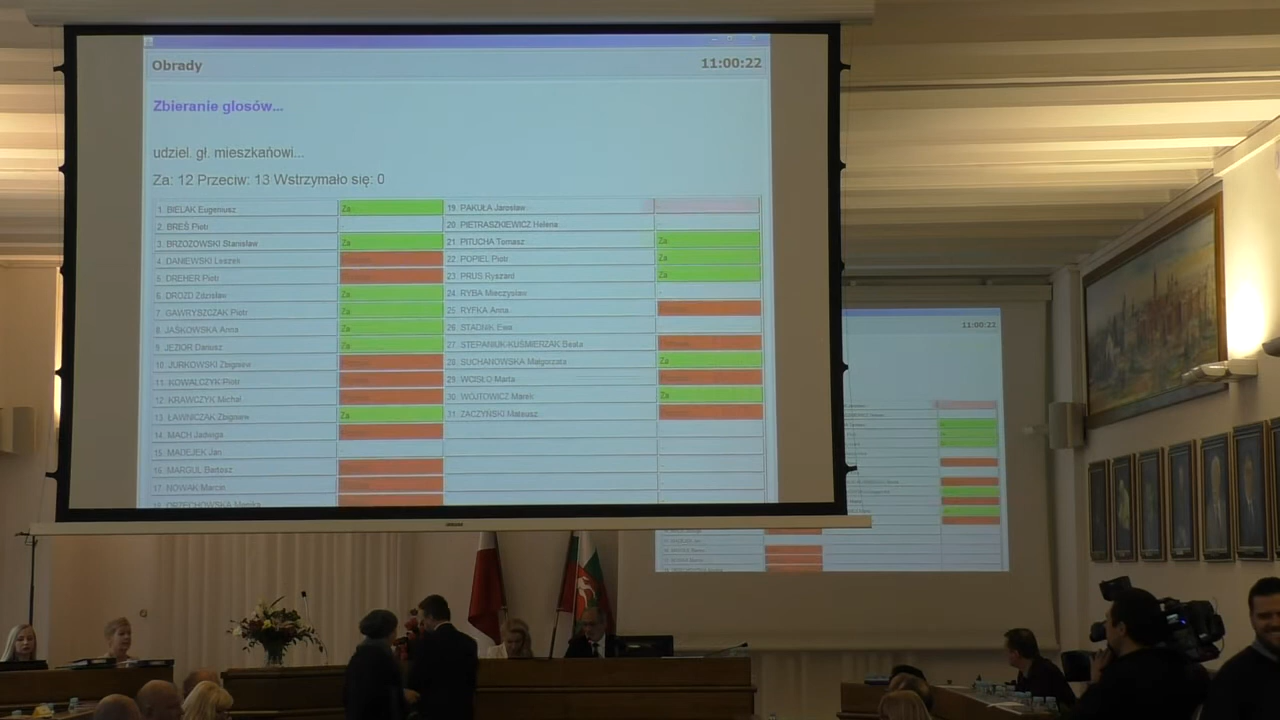 Obrady 11:00:22
Zbieranie głosów...
udziel. gł. mieszkańowi...
Za: 12 Przeciw: 13 Wstrzymało się: 0
1. BIELAK Eugeniusz Za 19. PAKUŁA Jarosław
2. BREŚ Piotr 20. PIETRASZKIEWICZ Helena
3. BRZOZOWSKI Stanisław Za 21. PITUCHA Tomasz Za
4. DANIEWSKI Leszek 22. POPIEL Piotr Za
5. DREHER Piotr 23. PRUS Ryszard Za
6. DROZD Zdzisław Za 24. RYBA Mieczysław
7. GAWRYSZCZAK Piotr Za 25. RYFKA Anna
8. JAŚKOWSKA Anna Za 26. STADNIK Ewa
9. JEZIOR Dariusz Za 27. STEPANIUK-KUŚMIERZAK Beata
10. JURKOWSKI Zbigniew 28. SUCHANOWSKA Małgorzata Za
11. KOWALCZYK Piotr 29. WCISŁO Marta
12. KRAWCZYK Michał 30. WÓJTOWICZ Marek Za
13. ŁAWNICZAK Zbigniew Za 31. ZACZYŃSKI Mateusz
14. MACH Jadwiga
15. MADEJEK Jan
16. MARGUL Bartosz
17. NOWAK Marcin
18. ORZECHOWSKA Monika
11:00:22